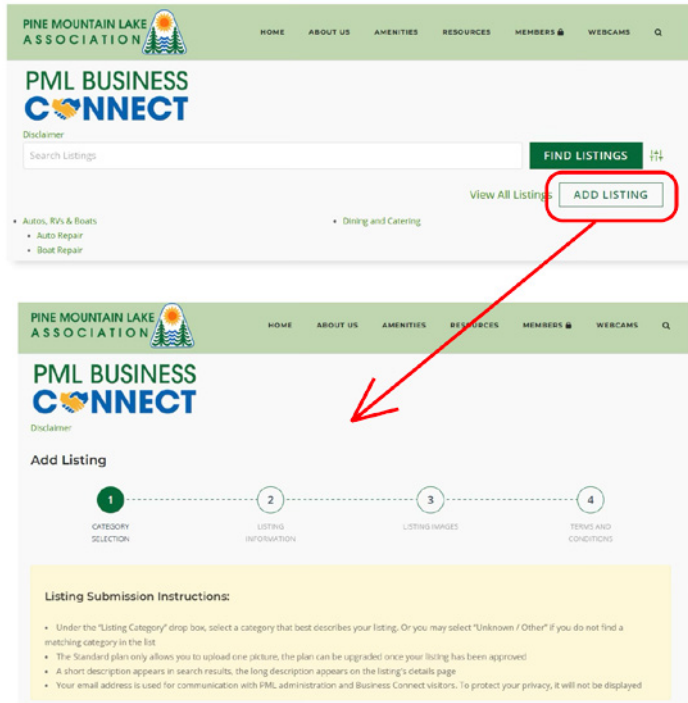 PINE MOUNTAIN LAKE
ASSOCIATION
HOME ABOUT US AMENITIES RESOURCES MEMBERS WEBCAMS
PML BUSINESS
CONNECT
Disclaimer
Search Listings
FIND LISTINGS
View All Listings ADD LISTING
• Autos, RVs & Boats
• Auto Repair
• Boat Repair
• Dining and Catering
PINE MOUNTAIN LAKE
ASSOCIATION
HOME ABOUT US AMENITIES RESOURCES MEMBERS WEBCAMS
PML BUSINESS
CONNECT
Disclaimer
Add Listing
1 2 3 4
CATEGORY
SELECTION
LISTING
INFORMATION
LISTING IMAGES
TERMS AND
CONDITIONS
Listing Submission Instructions:
• Under the "Listing Category" drop box, select a category that best describes your listing. Or you may select "Unknown / Other" if you do not find a
matching category in the list
• The Standard plan only allows you to upload one picture, the plan can be upgraded once your listing has been approved
• A short description appears in search results, the long description appears on the listing's details page
• Your email address is used for communication with PML administration and Business Connect visitors. To protect your privacy, it will not be displayed